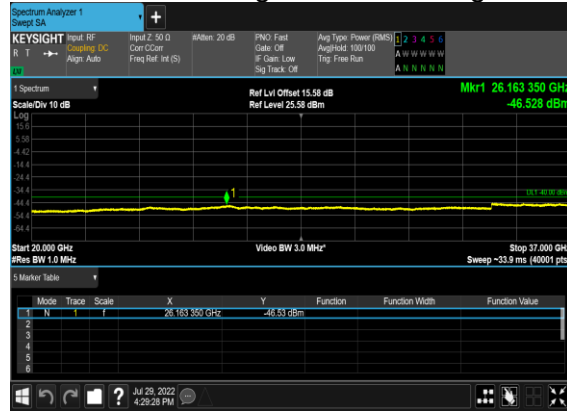 Spectrum Analyzer 1
Swept SA
KEYSIGHT Input: RF Input Z: 50 Ω #Atten: 20 dB PNO: Fast Avg Type: Power (RMS) 1 2 3 4 5 6
R T Coupling: DC Corr CCorr Gate: Off Avg|Hold: 100/100 A W W W W W
Align: Auto Freq Ref: Int (S) IF Gain: Low Trig: Free Run
Sig Track: Off A N N N N N
1 Spectrum Ref Lvl Offset 15.58 dB Mkr1 26.163 350 GHz
Scale/Div 10 dB Ref Level 25.58 dBm -46.528 dBm
Log
15.6
5.58
-4.42
-14.4
-24.4
-34.4 1 DL1 -40.00 dBm
-44.4
-54.4
-64.4
Start 20.000 GHz Video BW 3.0 MHz* Stop 37.000 GHz
#Res BW 1.0 MHz Sweep ~33.9 ms (40001 pts)
5 Marker Table
Mode Trace Scale X Y Function Function Width Function Value
1 N 1 f 26.163 350 GHz -46.53 dBm
2
3
4
5
6
? Jul 29, 2022
4:29:28 PM